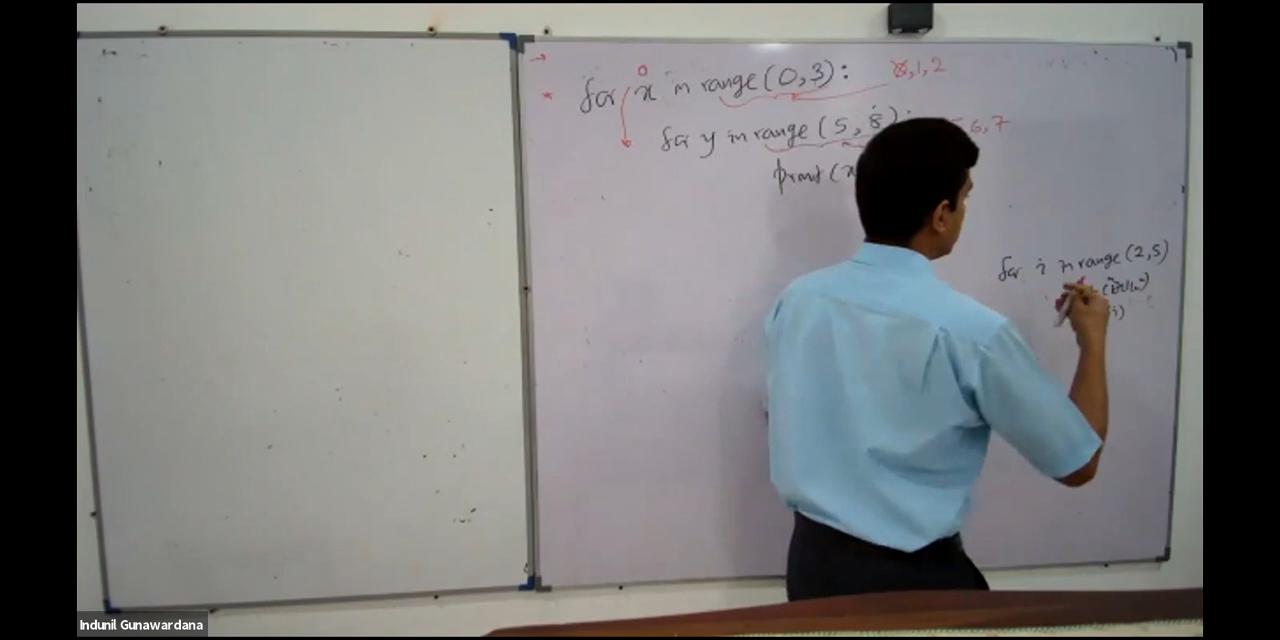 0
for x in range(0,3): 0,1,2
for y in range(5,8): 6,7
print(x
for i in range(2,5)
i)
Indunil Gunawardana